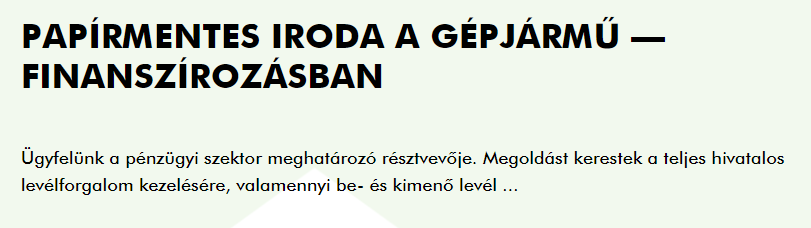 PAPÍRMENTES IRODA A GÉPJÁRMŰ —
FINANSZÍROZÁSBAN
Ügyfelünk a pénzügyi szektor meghatározó résztvevője. Megoldást kerestek a teljes hivatalos
levélforgalom kezelésére, valamennyi be- és kimenő levél ...